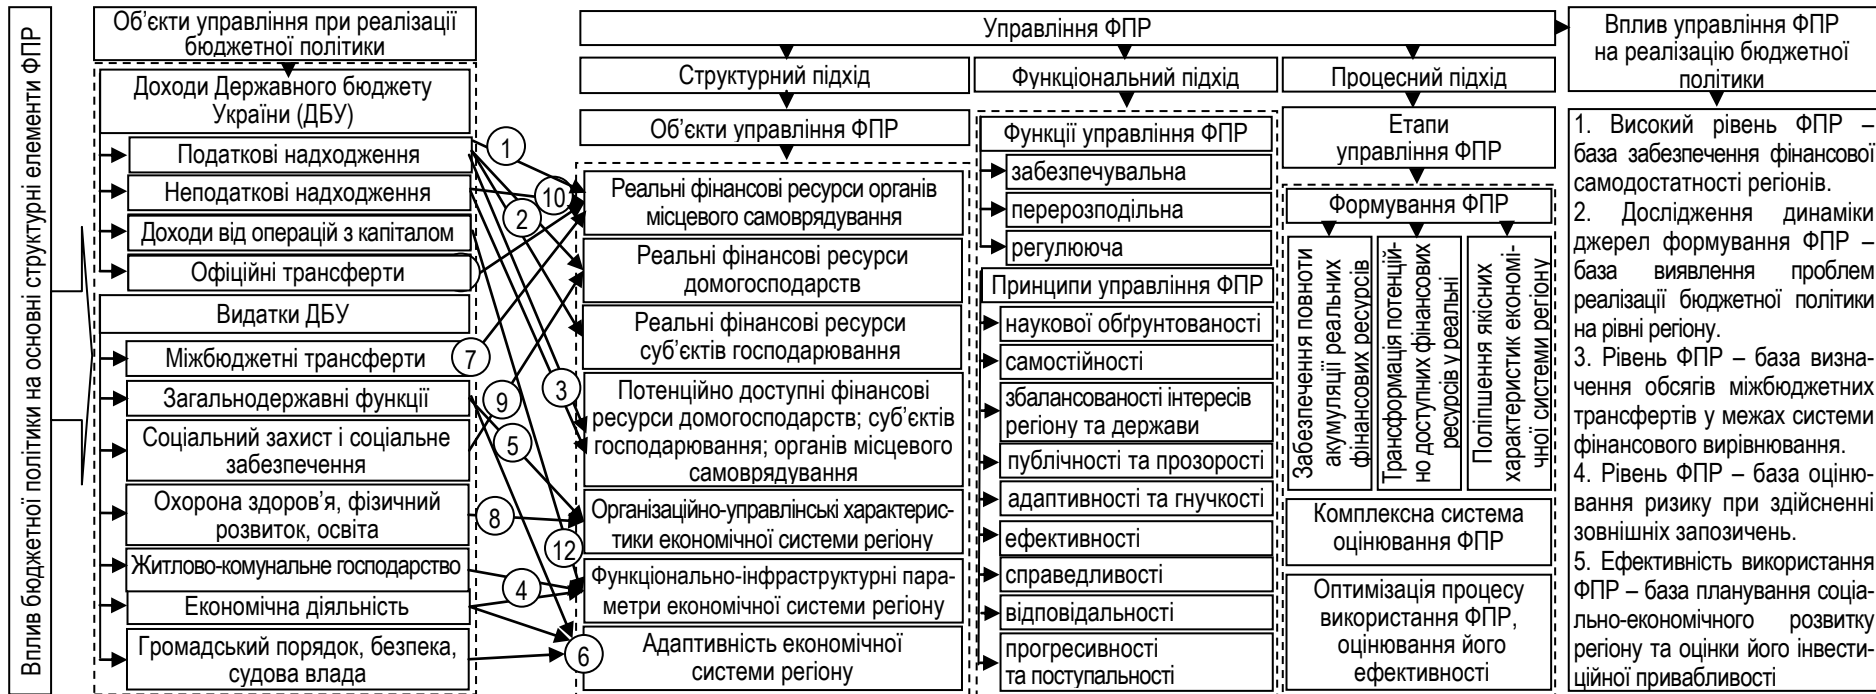 Вплив бюджетної політики на основні структурні елементи ФПР
Об’єкти управління при реалізації
бюджетної політики
Доходи Державного бюджету
України (ДБУ)
Податкові надходження
Неподаткові надходження
Доходи від операцій з капіталом
Офіційні трансферти
Видатки ДБУ
Міжбюджетні трансферти
Загальнодержавні функції
Соціальний захист і соціальне
забезпечення
Охорона здоров’я, фізичний
розвиток, освіта
Житлово-комунальне господарство
Економічна діяльність
Громадський порядок, безпека,
судова влада
1
10
2
7
3
9
5
8
12
4
6
Управління ФПР
Структурний підхід
Об’єкти управління ФПР
Реальні фінансові ресурси органів
місцевого самоврядування
Реальні фінансові ресурси
домогосподарств
Реальні фінансові ресурси
суб’єктів господарювання
Потенційно доступні фінансові
ресурси домогосподарств; суб’єктів
господарювання; органів місцевого
самоврядування
Організаційно-управлінські характерис-
тики економічної системи регіону
Функціонально-інфраструктурні пара-
метри економічної системи регіону
Адаптивність економічної
системи регіону
Функціональний підхід
Функції управління ФПР
забезпечувальна
перерозподільна
регулююча
Принципи управління ФПР
наукової обґрунтованості
самостійності
збалансованості інтересів
регіону та держави
публічності та прозорості
адаптивності та гнучкості
ефективності
справедливості
відповідальності
прогресивності
та поступальності
Процесний підхід
Етапи
управління ФПР
Формування ФПР
Забезпечення повноти
акумуляції реальних
фінансових ресурсів
Трансформація потенцій-
но доступних фінансових
ресурсів у реальні
Поліпшення якісних
характеристик економі-
чної системи регіону
Комплексна система
оцінювання ФПР
Оптимізація процесу
використання ФПР,
оцінювання його
ефективності
Вплив управління ФПР
на реалізацію бюджетної
політики
1. Високий рівень ФПР –
база забезпечення фінансової
самодостатності регіонів.
2. Дослідження динаміки
джерел формування ФПР –
база виявлення проблем
реалізації бюджетної політики
на рівні регіону.
3. Рівень ФПР – база визна-
чення обсягів міжбюджетних
трансфертів у межах системи
фінансового вирівнювання.
4. Рівень ФПР – база оціню-
вання ризику при здійсненні
зовнішніх запозичень.
5. Ефективність використання
ФПР – база планування соціа-
льно-економічного розвитку
регіону та оцінки його інвести-
ційної привабливості